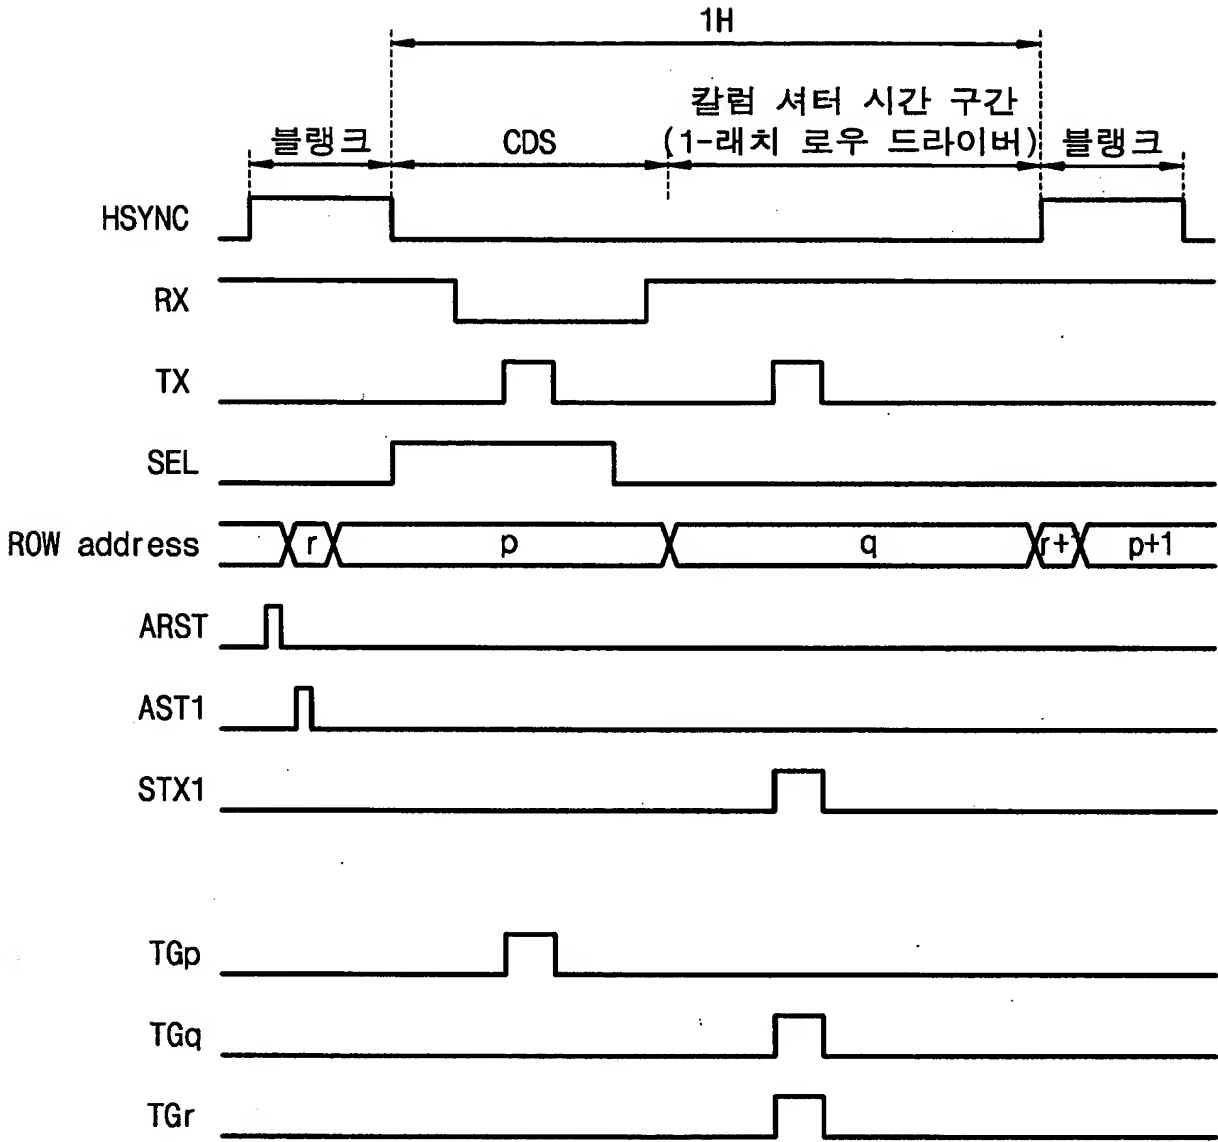 1H
칼럼 셔터 시간 구간
블랭크
CDS
(1-래치 로우 드라이버)
블랭크
HSYNC
RX
TX
SEL
ROW address
r
p
q
r+1
p+1
ARST
AST1
STX1
TGp
TGq
TGr